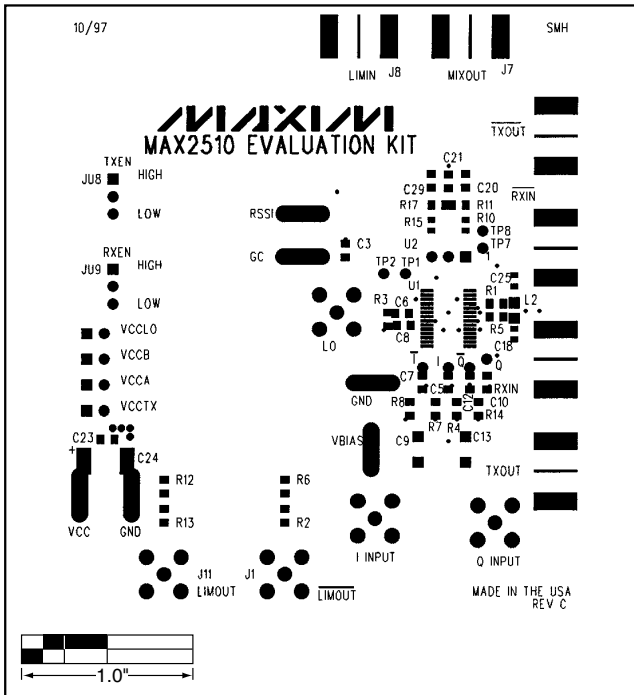 10/97
SMH
LIMIN
J8
MIXOUT
J7
MAXIM
MAX2510 EVALUATION KIT
TXOUT
TXEN
JU8
HIGH
LOW
C21
C29
C20
RXIN
R17
R11
R10
R15
RSSI
TP8
TP7
U2
GC
C3
1
RXEN
JU9
HIGH
LOW
TP2
TP1
C25
U1
R1
L2
R3
C6
C8
R5
LO
VCCLO
VCCB
VCCA
VCCTX
C18
I
I
Q
Q
C7
C5
C12
RXIN
GND
R8
C10
R14
R7
R4
C23
VBIAS
C9
C13
+
C24
TXOUT
R12
R6
VCC
GND
R13
R2
I INPUT
Q INPUT
J11
LIMOUT
J1
LIMOUT
MADE IN THE USA
REV C
1.0"